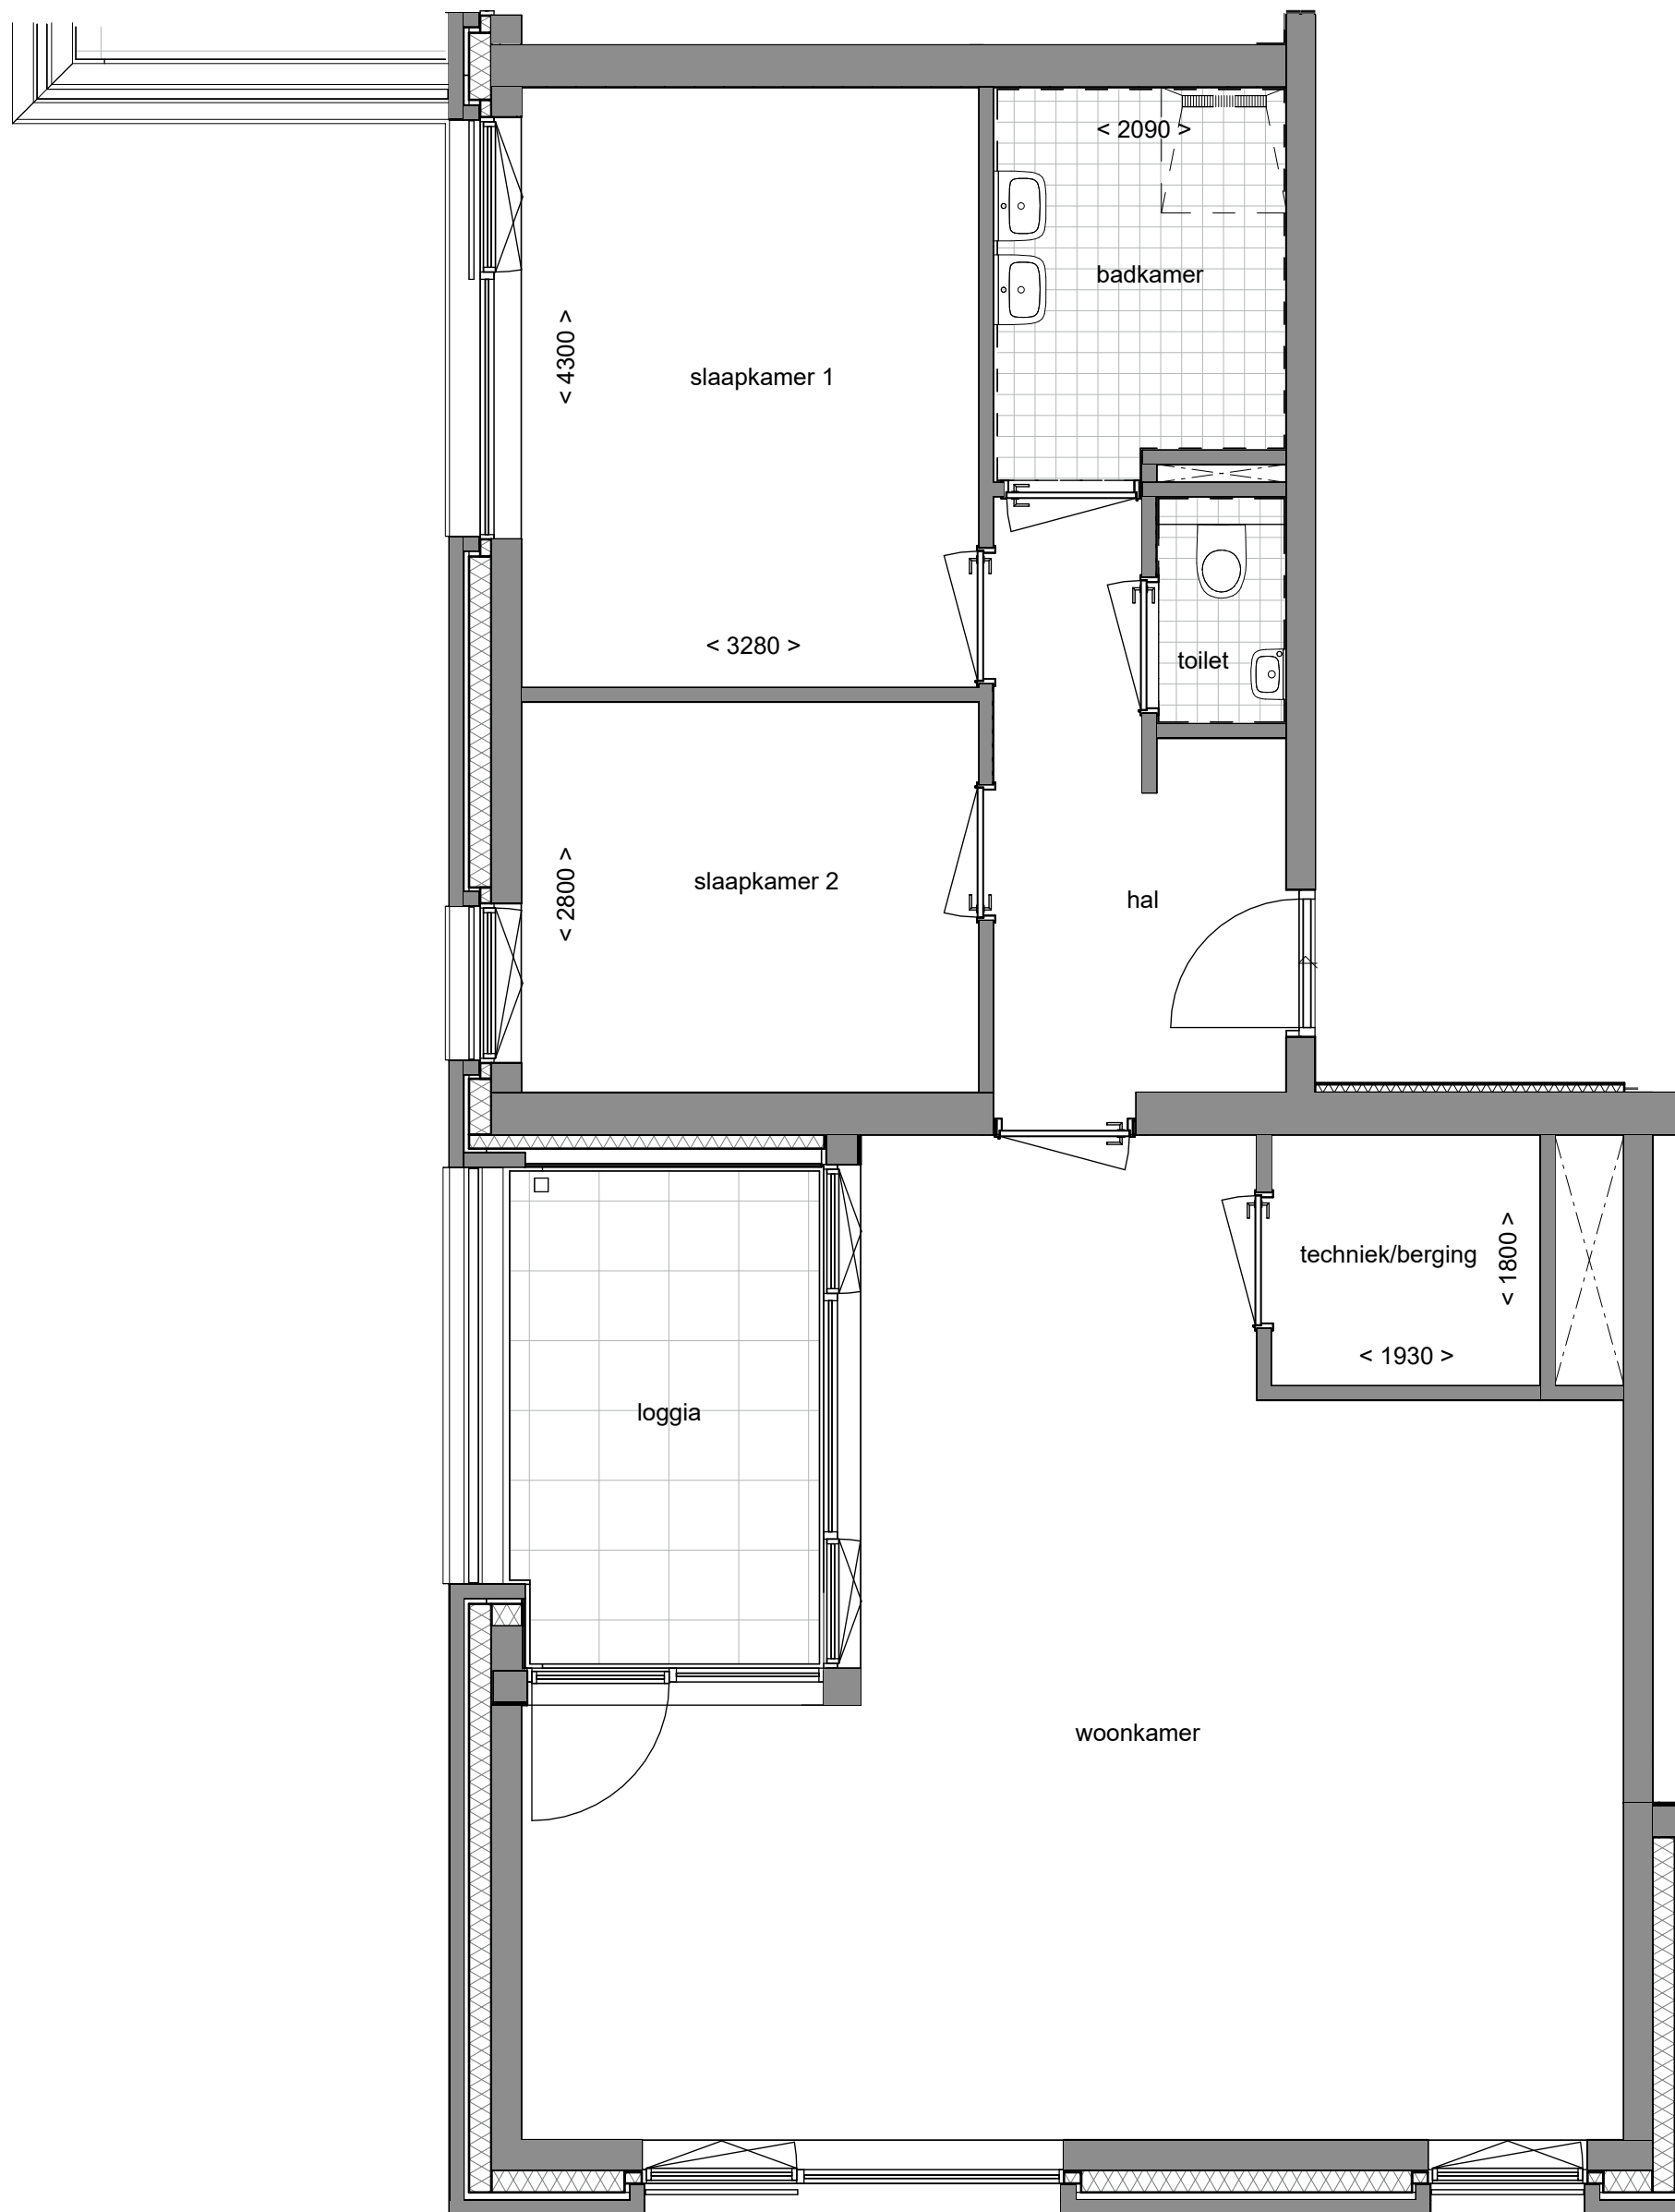 < 2090 >
badkamer
< 4300 >
slaapkamer 1
< 3280 >
toilet
< 2800 >
slaapkamer 2
hal
techniek/berging
< 1800 >
< 1930 >
loggia
woonkamer